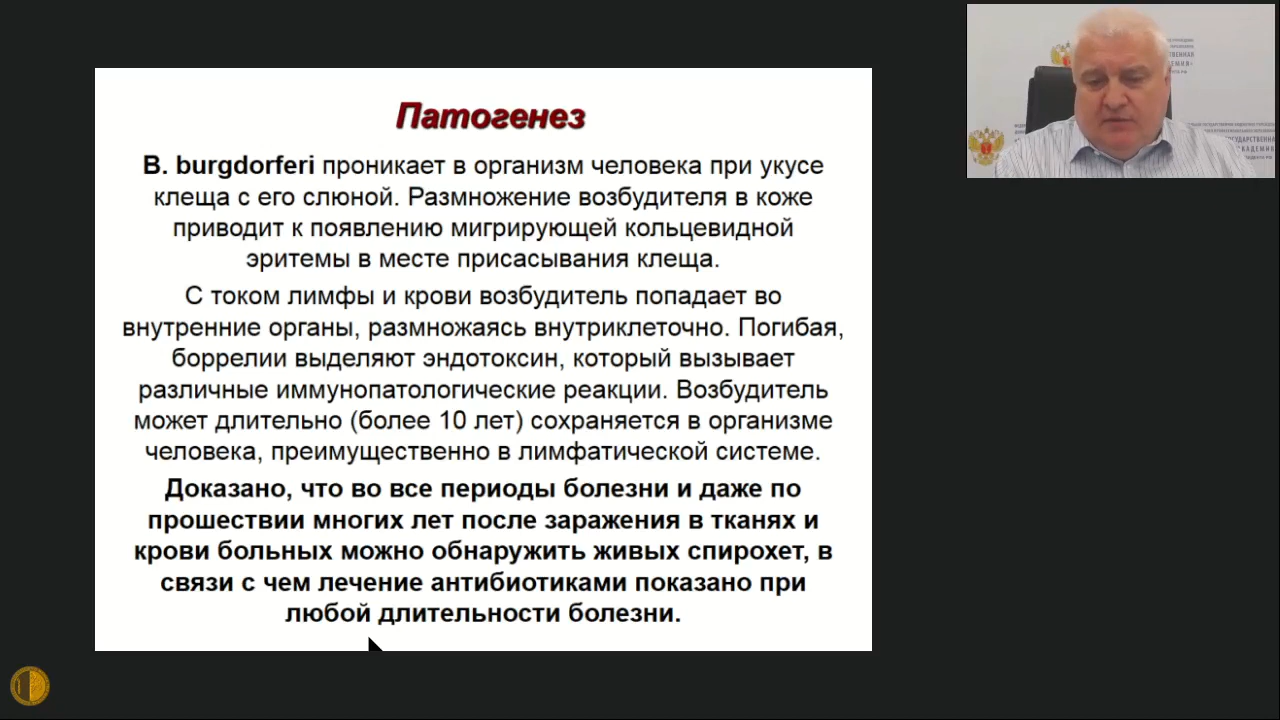 Патогенез
B. burgdorferi проникает в организм человека при укусе
клеща с его слюной. Размножение возбудителя в коже
приводит к появлению мигрирующей кольцевидной
эритемы в месте присасывания клеща.
С током лимфы и крови возбудитель попадает во
внутренние органы, размножаясь внутриклеточно. Погибая,
боррелии выделяют эндотоксин, который вызывает
различные иммунопатологические реакции. Возбудитель
может длительно (более 10 лет) сохраняется в организме
человека, преимущественно в лимфатической системе.
Доказано, что во все периоды болезни и даже по
прошествии многих лет после заражения в тканях и
крови больных можно обнаружить живых спирохет, в
связи с чем лечение антибиотиками показано при
любой длительности болезни.